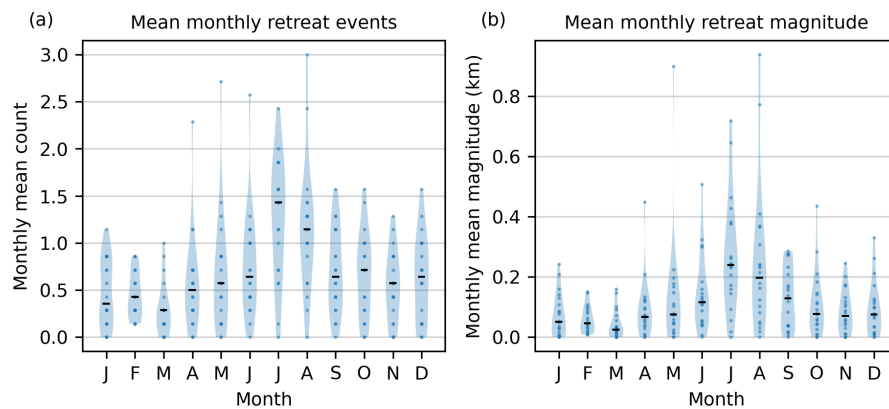 (a) Mean monthly retreat events
Monthly mean count
3.0
2.5
2.0
1.5
1.0
0.5
0.0
J F M A M J J A S O N D
Month
(b) Mean monthly retreat magnitude
Monthly mean magnitude (km)
0.8
0.6
0.4
0.2
0.0
J F M A M J J A S O N D
Month